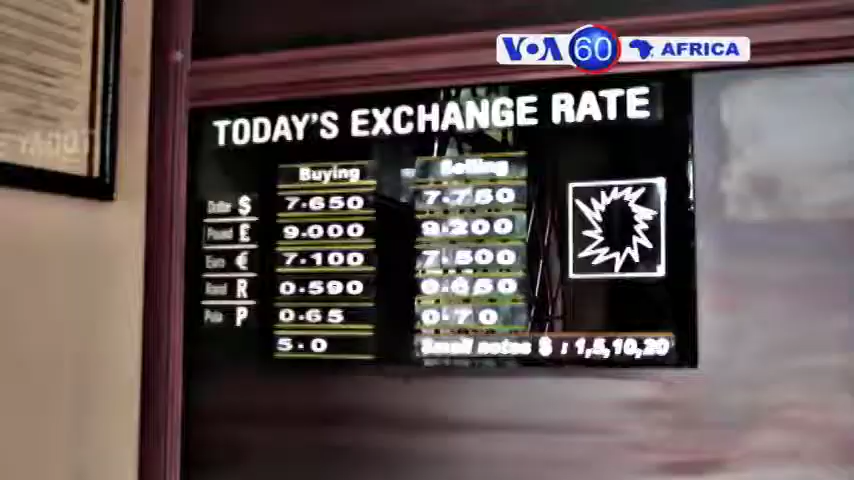 VOA 60 AFRICA
TODAY'S EXCHANGE RATE
Buying Selling
Dollar $ 7.650 7.750
Pound £ 9.000 9.200
Euro € 7.100 7.500
Rand R 0.590 0.650
Pula P 0.65 0.70
5.0 Small notes $ : 1,5,10,20